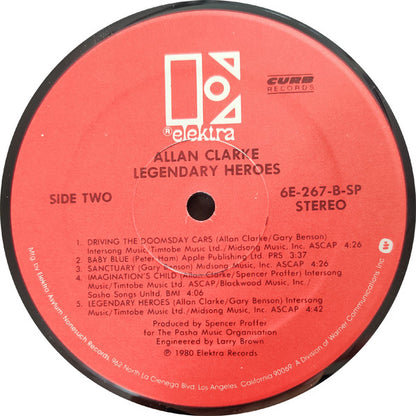 CURB
RECORDS
® elektra
ALLAN CLARKE
LEGENDARY HEROES
SIDE TWO
6E-267-B-SP
STEREO
1. DRIVING THE DOOMSDAY CARS (Allan Clarke/Gary Benson)
Intersong Music/Timtobe Music Ltd./Midsong Music, Inc. ASCAP 4:26
2. BABY BLUE (Peter Ham) Apple Publishing Ltd. PRS 3:37
3. SANCTUARY (Gary Benson) Midsong Music, Inc. ASCAP 4:26
4. IMAGINATION'S CHILD (Allan Clarke/Spencer Proffer) Intersong
Music/Timtobe Music Ltd./ASCAP/Blackwood Music, Inc./
Sasho Songs Unltd. BMI 4:06
5. LEGENDARY HEROES (Allan Clarke/Gary Benson) Intersong
Music/Timtobe Music Ltd./Midsong Music, Inc. ASCAP 4:42
Produced by Spencer Proffer
for The Pasha Music Organisation
Engineered by Larry Brown
℗ 1980 Elektra Records
Mfg. by Elektra/Asylum/Nonesuch Records, 962 North La Cienega Blvd. Los Angeles, California 90069. A Division of Warner Communications Inc.